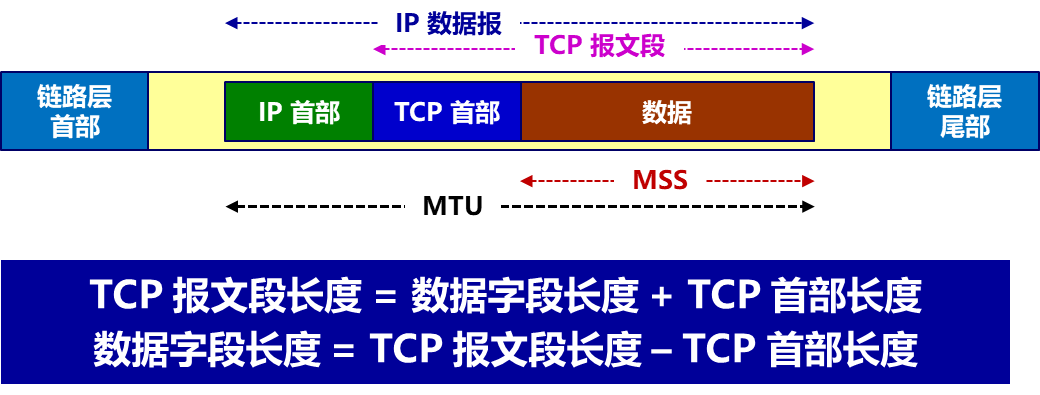 IP 数据报
TCP 报文段
链路层
首部
IP 首部
TCP 首部
数据
链路层
尾部
MSS
MTU
TCP 报文段长度 = 数据字段长度 + TCP 首部长度
数据字段长度 = TCP 报文段长度 – TCP 首部长度